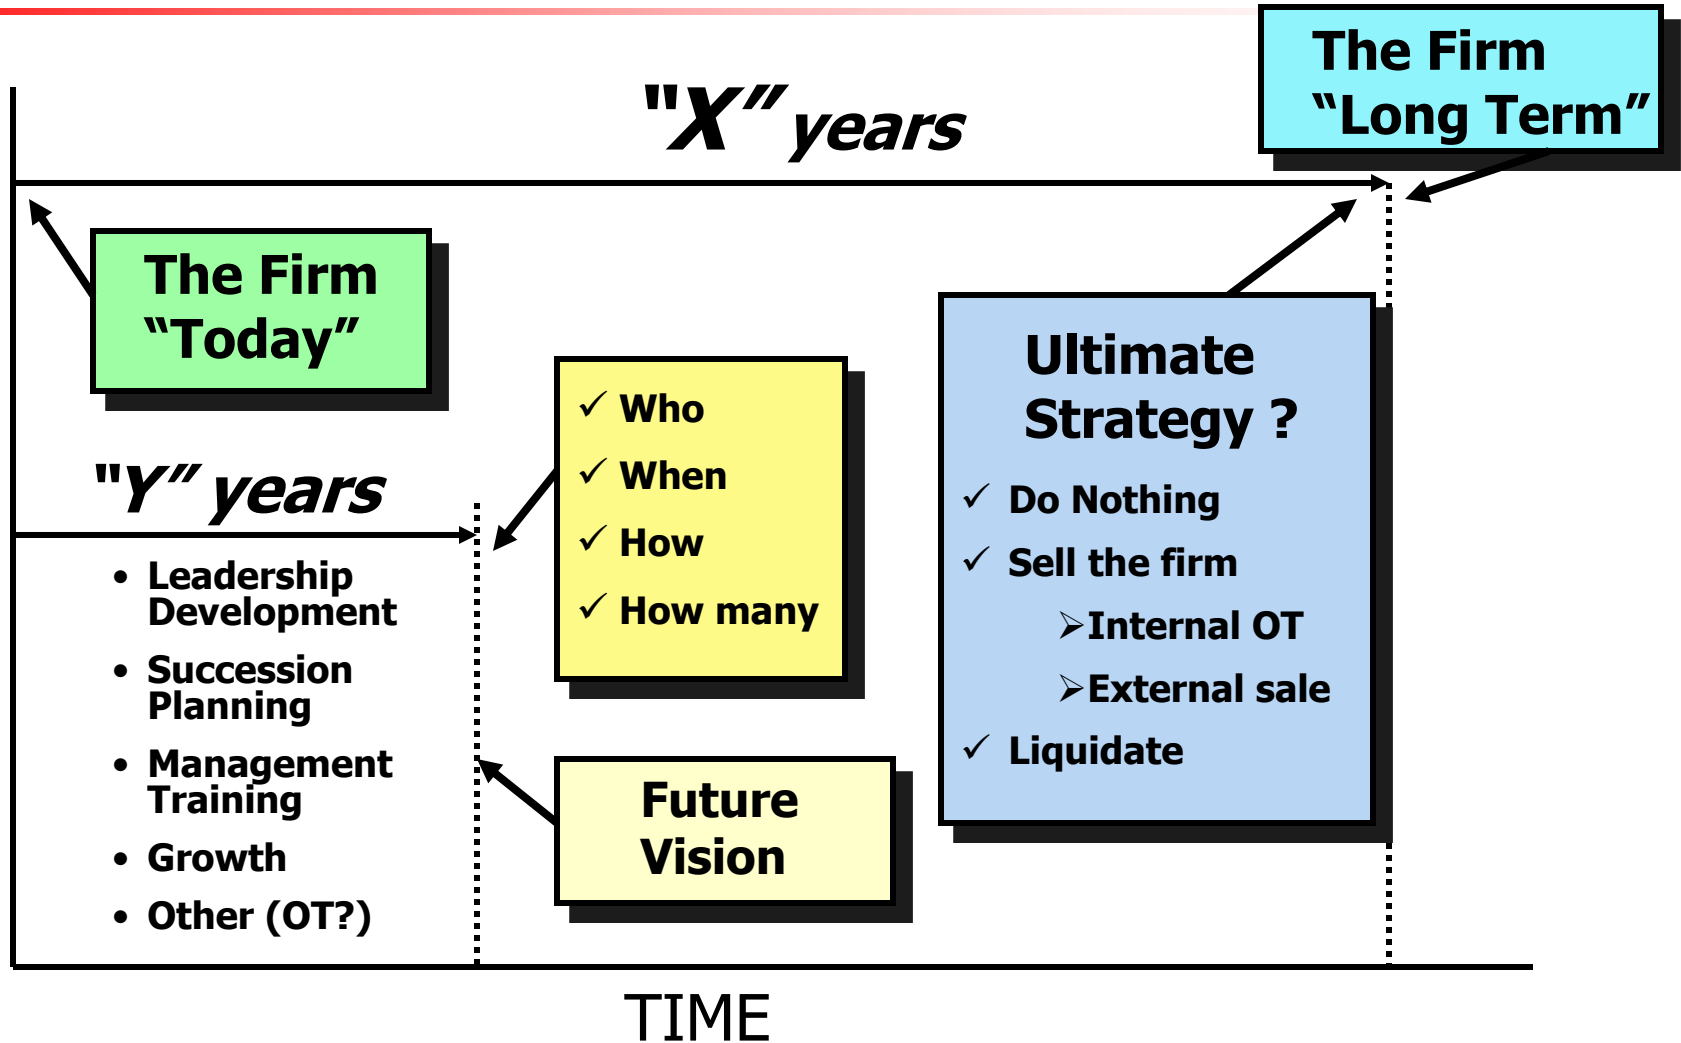 The Firm
“Long Term”
“X” years
The Firm
“Today”
“Y” years
• Leadership
Development
• Succession
Planning
• Management
Training
• Growth
• Other (OT?)
✓ Who
✓ When
✓ How
✓ How many
Future
Vision
Ultimate
Strategy ?
✓ Do Nothing
✓ Sell the firm
➢Internal OT
➢External sale
✓ Liquidate
TIME